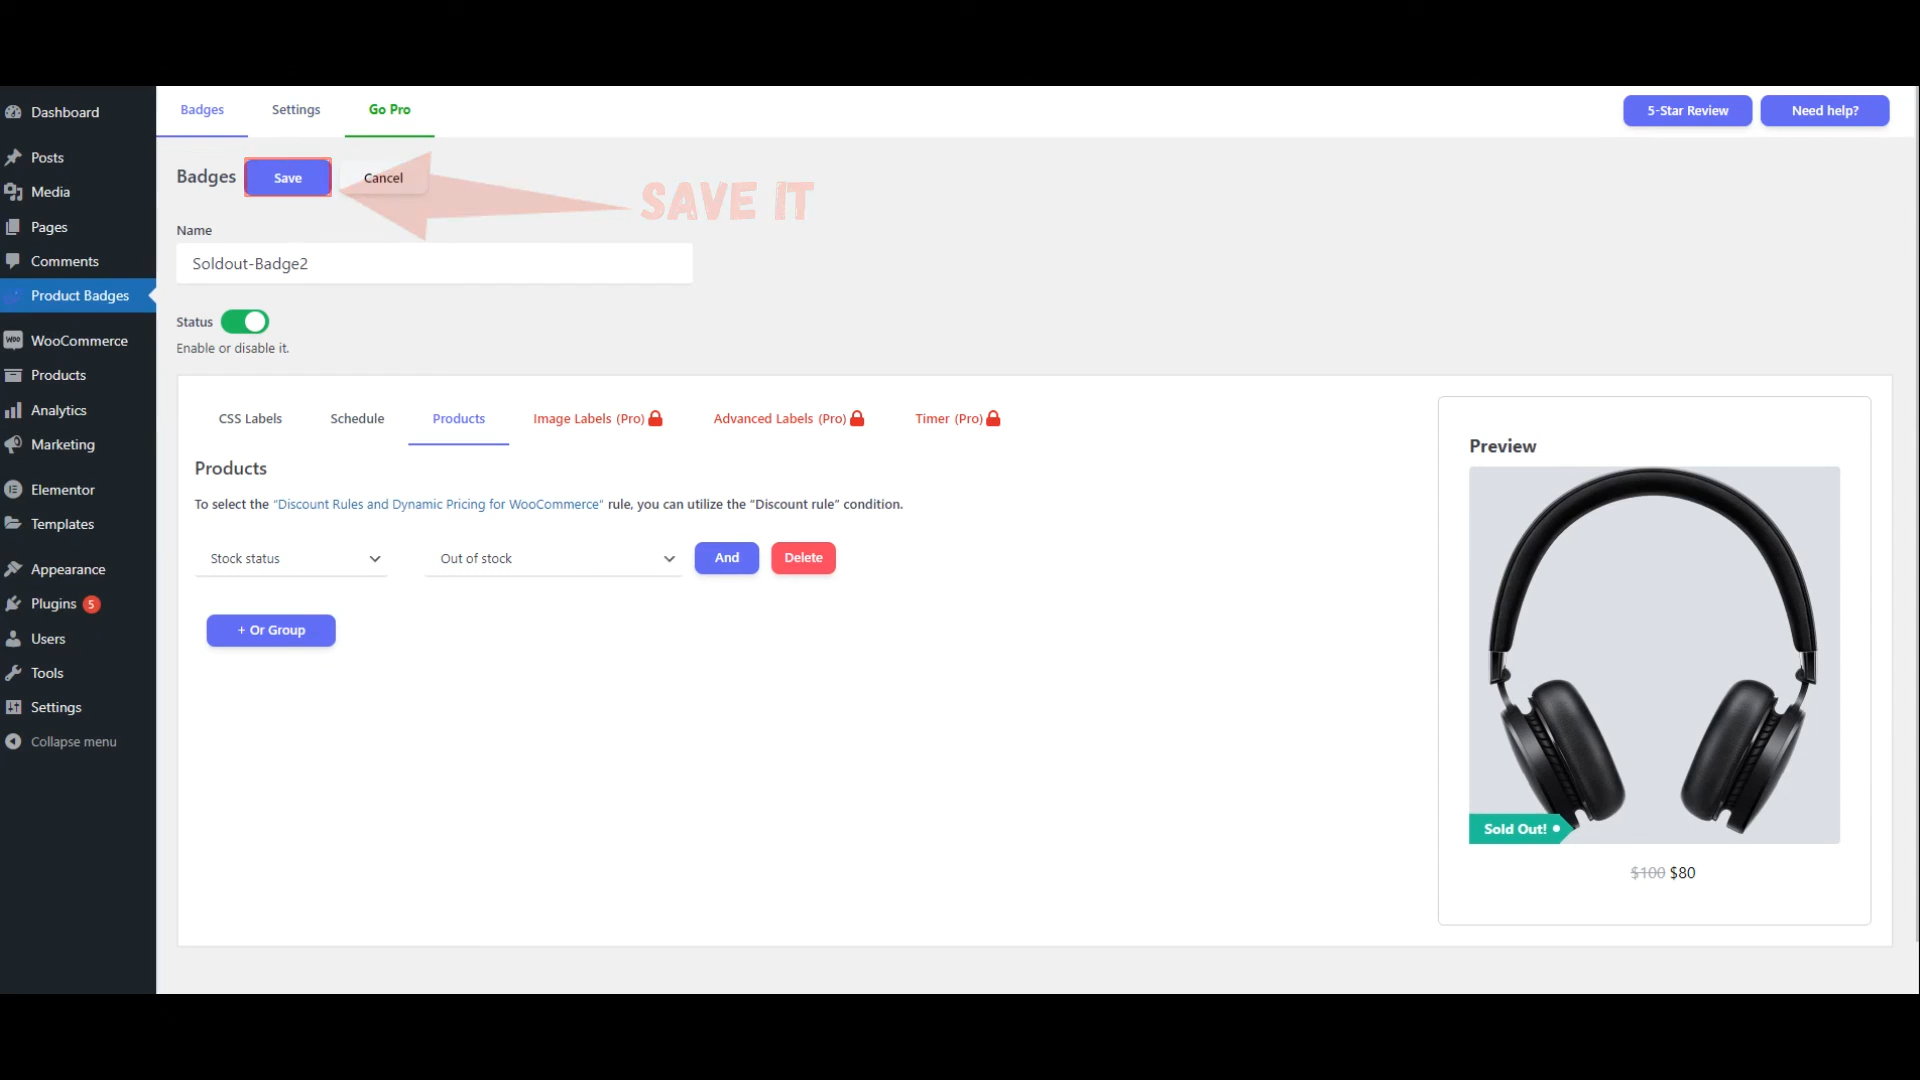 Dashboard
Posts
Media
Pages
Comments
Product Badges
WooCommerce
Products
Analytics
Marketing
Elementor
Templates
Appearance
Plugins 5
Users
Tools
Settings
Collapse menu
Badges Settings Go Pro
5-Star Review Need help?
Badges Save Cancel
SAVE IT
Name
Soldout-Badge2
Status
Enable or disable it.
CSS Labels Schedule Products Image Labels (Pro) Advanced Labels (Pro) Timer (Pro)
Products
To select the “Discount Rules and Dynamic Pricing for WooCommerce” rule, you can utilize the “Discount rule” condition.
Stock status Out of stock And Delete
+ Or Group
Preview
Sold Out!
$100 $80